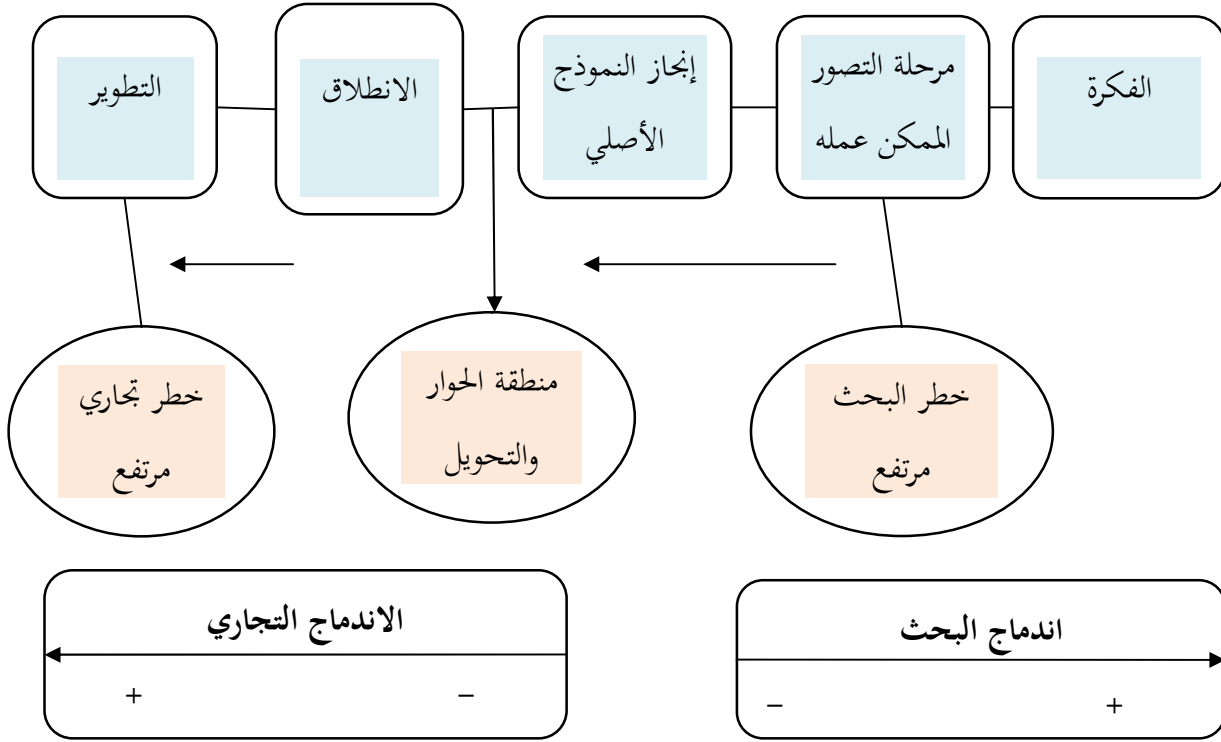 الفكرة
مرحلة التصور
الممكن عمله
إنجاز النموذج
الأصلي
الانطلاق
التطوير
خطر البحث
مرتفع
منطقة الحوار
والتحويل
خطر تجاري
مرتفع
اندماج البحث
+ –
الاندماج التجاري
– +